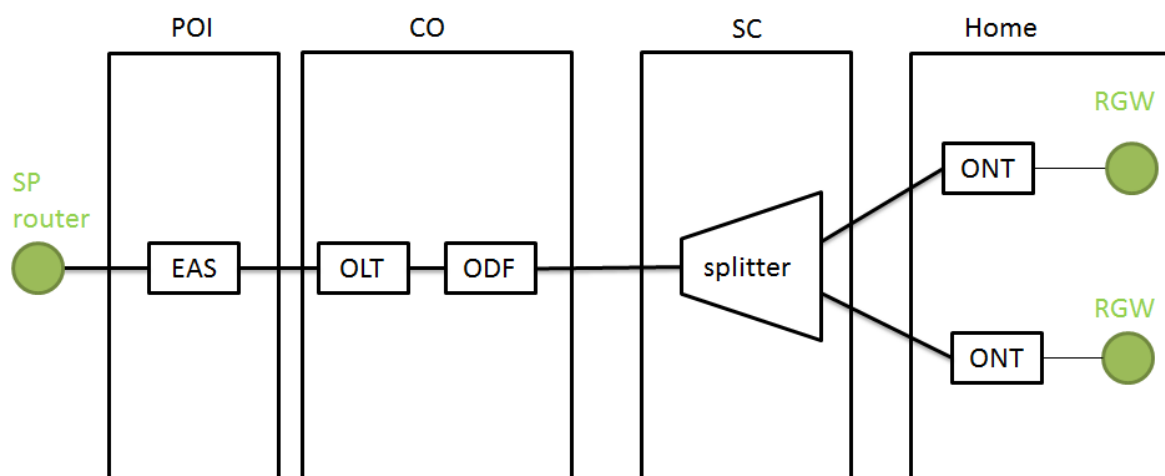 POI
CO
SC
Home
RGW
SP
router
EAS
OLT
ODF
splitter
ONT
RGW
ONT